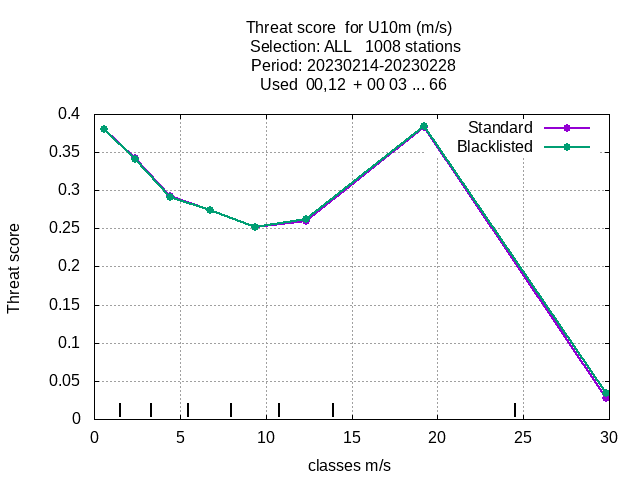 Threat score  for U10m (m/s)
Selection: ALL   1008 stations
Period: 20230214-20230228
Used  00,12  + 00 03 ... 66
Standard
Blacklisted
0.4
0.35
0.3
0.25
0.2
0.15
0.1
0.05
0
Threat score
0 5 10 15 20 25 30
classes m/s